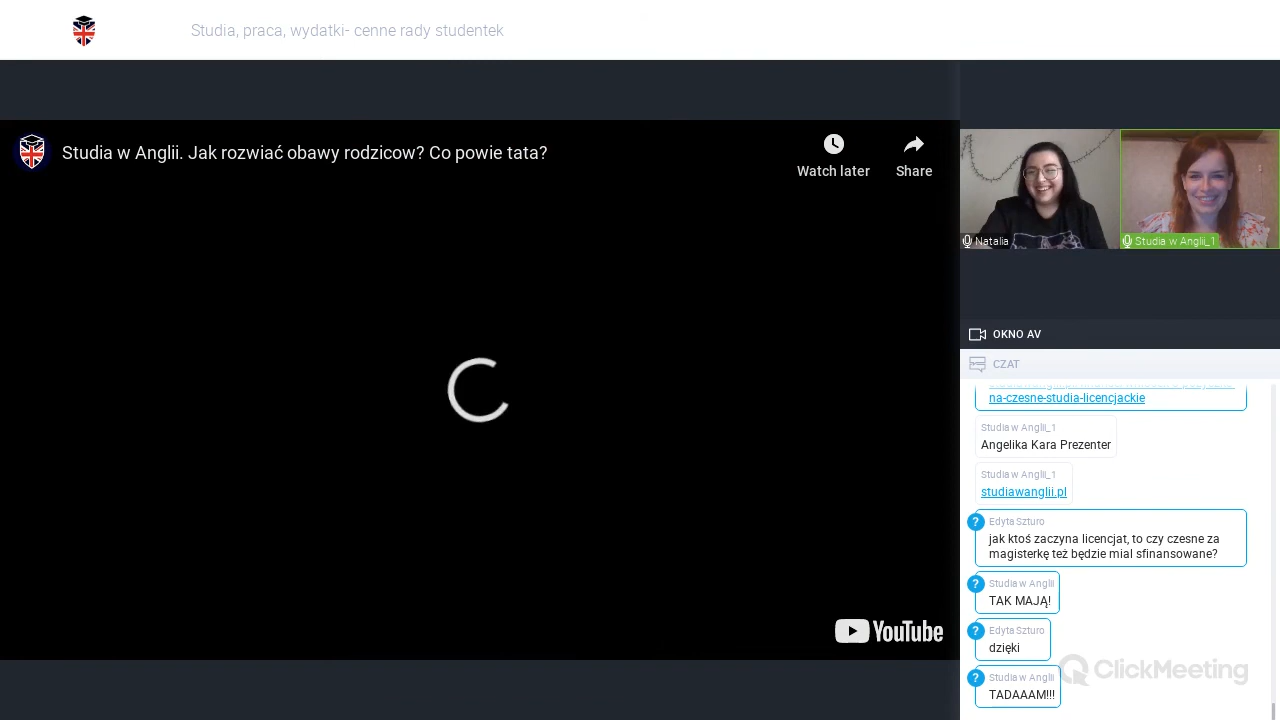 Studia, praca, wydatki- cenne rady studentek
Studia w Anglii. Jak rozwiać obawy rodzicow? Co powie tata?
Watch later
Share
YouTube
Natalia
Studia w Anglii_1
OKNO AV
CZAT
na-czesne-studia-licencjackie
Studia w Anglii_1
Angelika Kara Prezenter
Studia w Anglii_1
studiawanglii.pl
?
Edyta Szturo
jak ktoś zaczyna licencjat, to czy czesne za
magisterkę też będzie mial sfinansowane?
?
Studia w Anglii
TAK MAJĄ!
?
Edyta Szturo
dzięki
?
Studia w Anglii
TADAAAM!!!
ClickMeeting